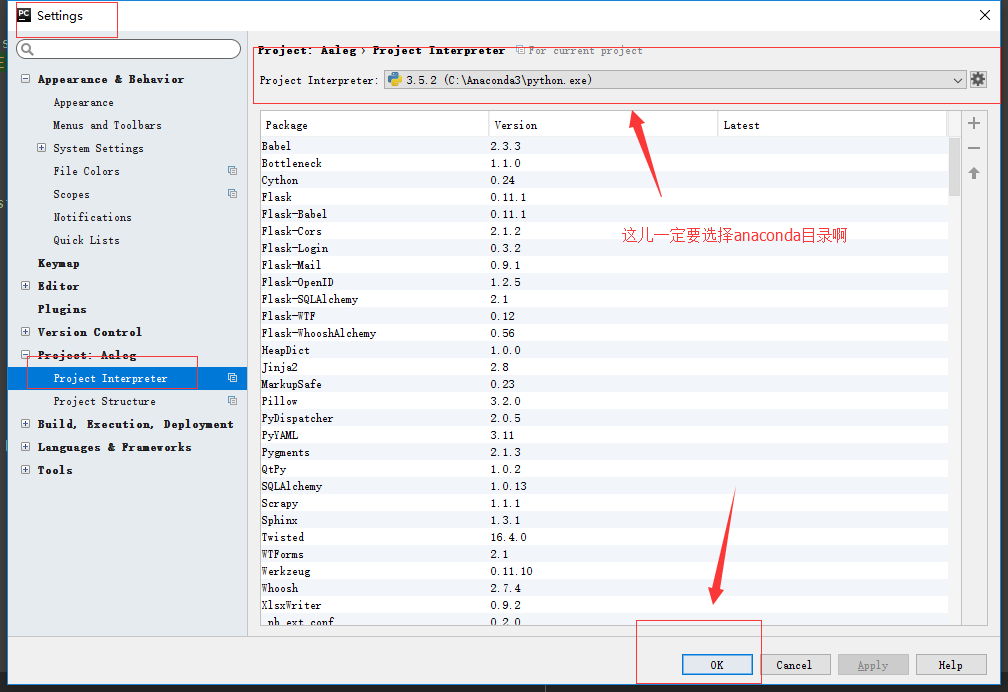 PC Settings
Project: Aaleg › Project Interpreter For current project
Project Interpreter: 3.5.2 (C:\Anaconda3\python.exe)
Appearance & Behavior
Appearance
Menus and Toolbars
System Settings
File Colors
Scopes
Notifications
Quick Lists
Keymap
Editor
Plugins
Version Control
Project: Aaleg
Project Interpreter
Project Structure
Build, Execution, Deployment
Languages & Frameworks
Tools
Package Version Latest
Babel 2.3.3
Bottleneck 1.1.0
Cython 0.24
Flask 0.11.1
Flask-Babel 0.11.1
Flask-Cors 2.1.2
Flask-Login 0.3.2
Flask-Mail 0.9.1
Flask-OpenID 1.2.5
Flask-SQLAlchemy 2.1
Flask-WTF 0.12
Flask-WhooshAlchemy 0.56
HeapDict 1.0.0
Jinja2 2.8
MarkupSafe 0.23
Pillow 3.2.0
PyDispatcher 2.0.5
PyYAML 3.11
Pygments 2.1.3
QtPy 1.0.2
SQLAlchemy 1.0.13
Scrapy 1.1.1
Sphinx 1.3.1
Twisted 16.4.0
WTForms 2.1
Werkzeug 0.11.10
Whoosh 2.7.4
XlsxWriter 0.9.2
_nb_ext_conf 0.2.0
这儿一定要选择anaconda目录啊
OK Cancel Apply Help